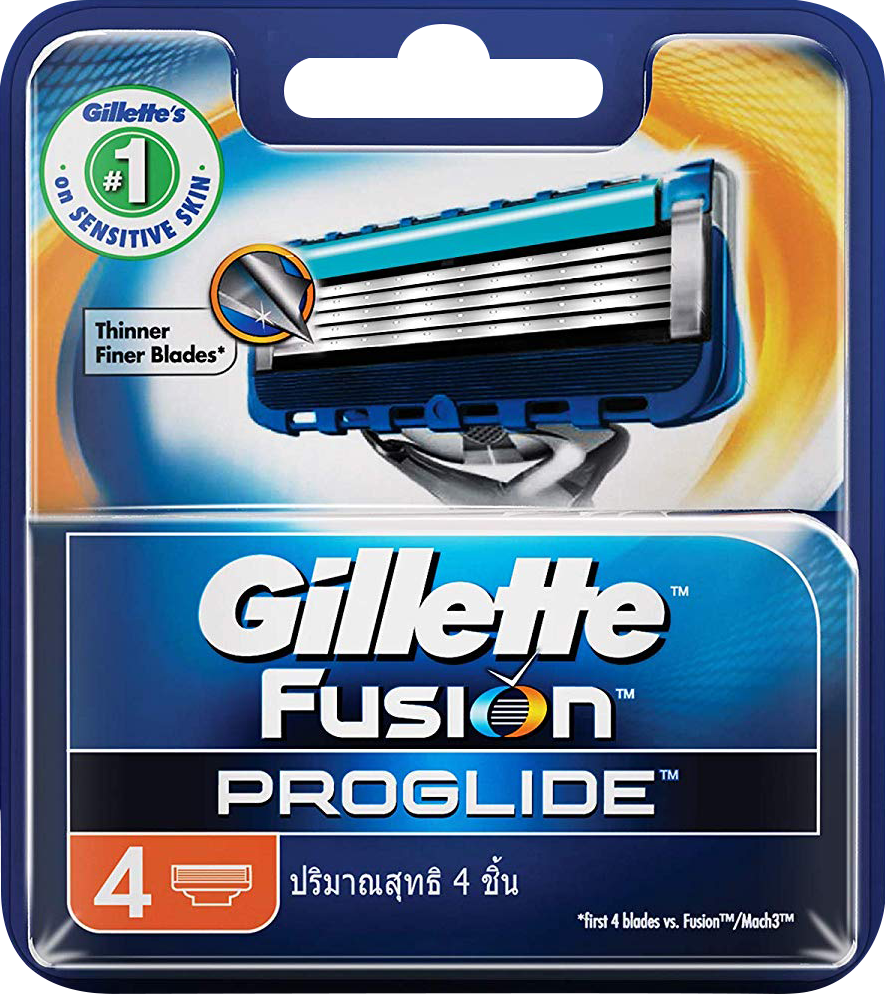 Gillette's
#1
on SENSITIVE SKIN
Thinner
Finer Blades*
Gillette™
Fusion™
PROGLIDE™
4
ปริมาณสุทธิ 4 ชิ้น
*first 4 blades vs. Fusion™/Mach3™